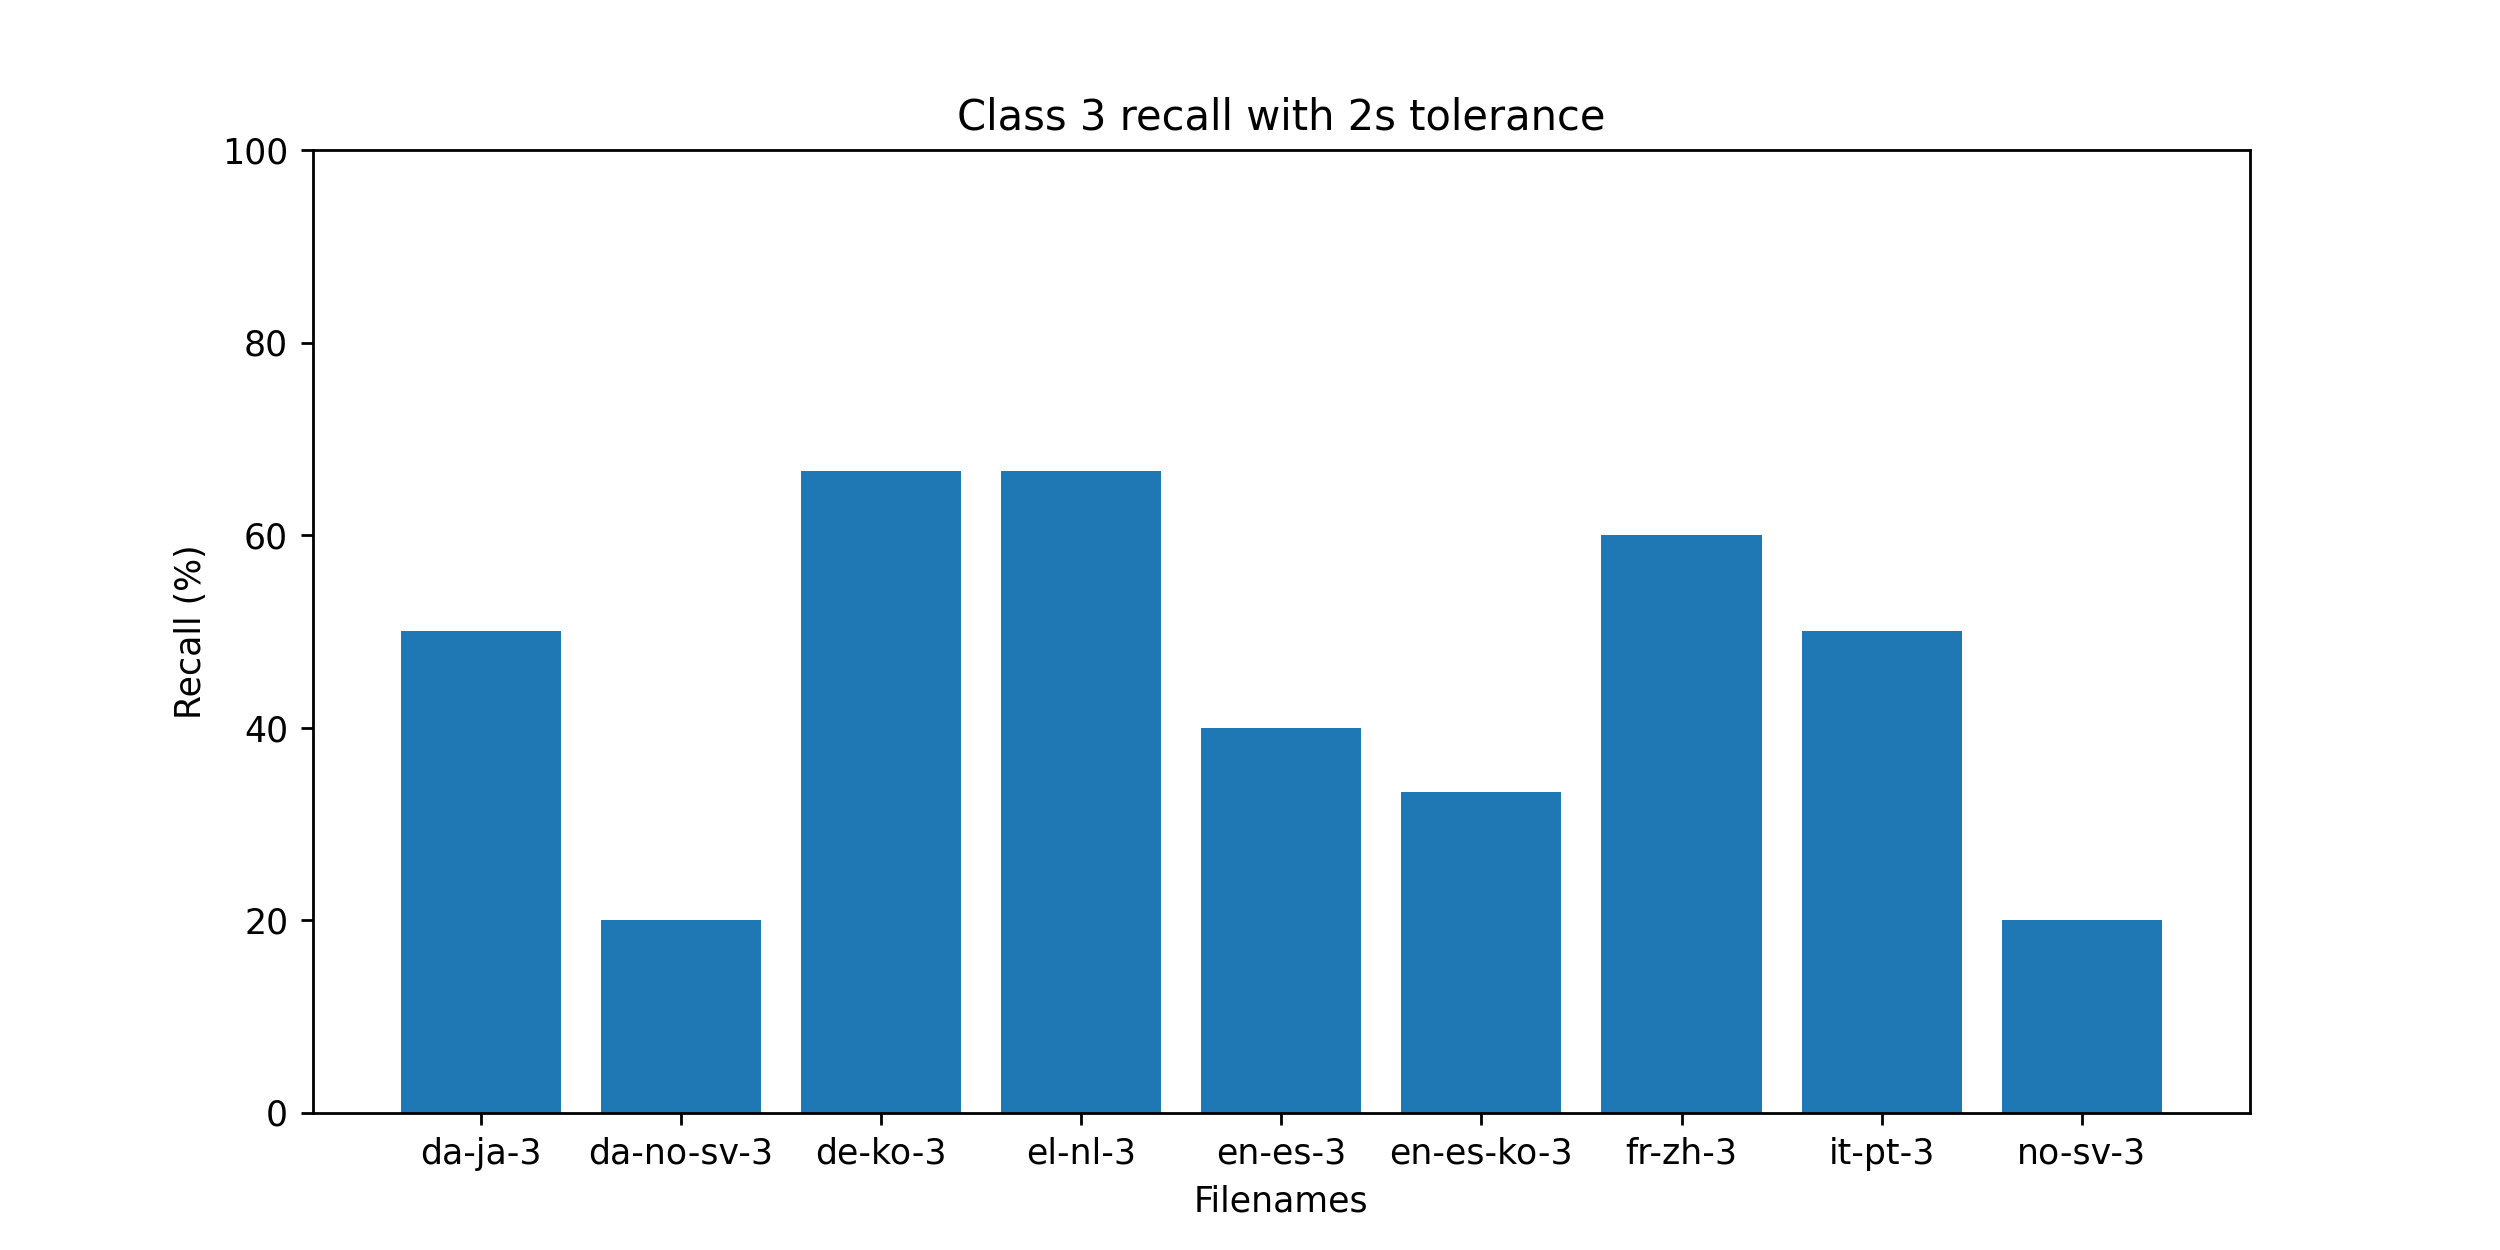 Class 3 recall with 2s tolerance
100
80
60
40
20
0
Recall (%)
da-ja-3 da-no-sv-3 de-ko-3 el-nl-3 en-es-3 en-es-ko-3 fr-zh-3 it-pt-3 no-sv-3
Filenames